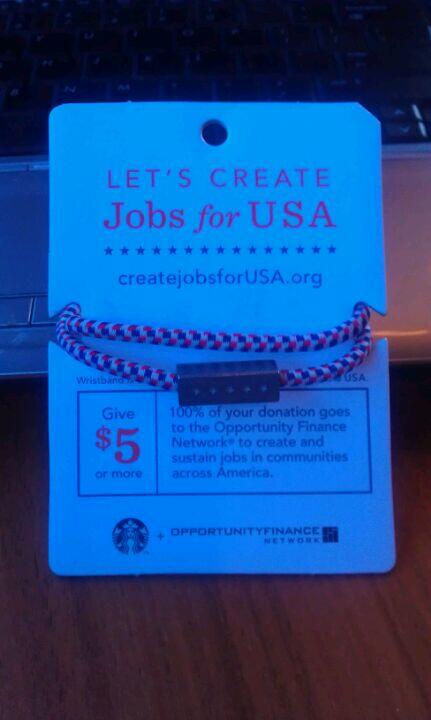 LET'S CREATE
Jobs for USA
createjobsforUSA.org
Wristband
USA.
Give
$5
or more
100% of your donation goes
to the Opportunity Finance
Network® to create and
sustain jobs in communities
across America.
+ OPPORTUNITYFINANCE
NETWORK